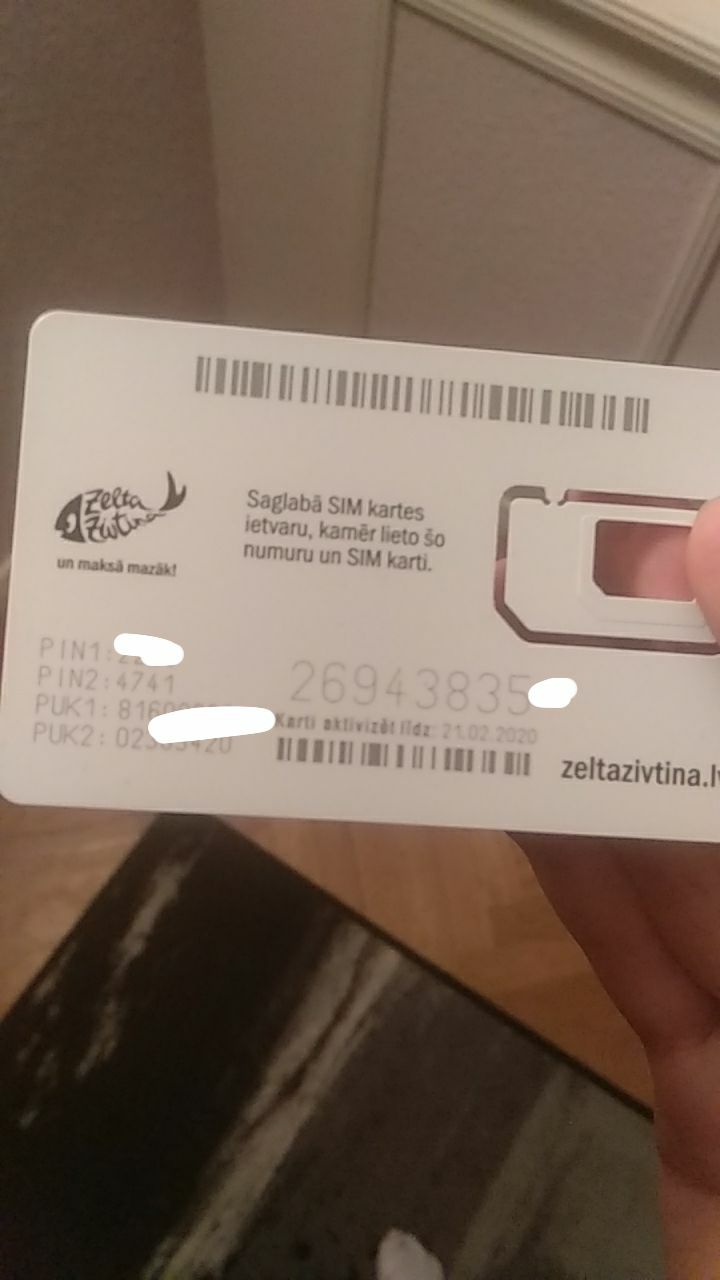 Zelta
Zivtiņa
un maksā mazāk!
Saglabā SIM kartes
ietvaru, kamēr lieto šo
numuru un SIM karti.
PIN1:
PIN2:4741
PUK1:
PUK2:
26943835
Karti aktivizēt līdz: 21.02.2020
zeltazivtina.lv